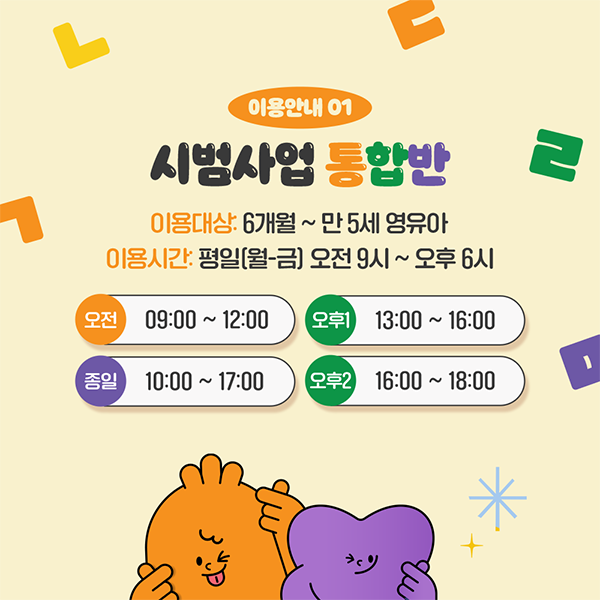 이용안내 01
시범사업 통합반
이용대상: 6개월 ~ 만 5세 영유아
이용시간: 평일(월-금) 오전 9시 ~ 오후 6시
오전 09:00 ~ 12:00
오후1 13:00 ~ 16:00
종일 10:00 ~ 17:00
오후2 16:00 ~ 18:00